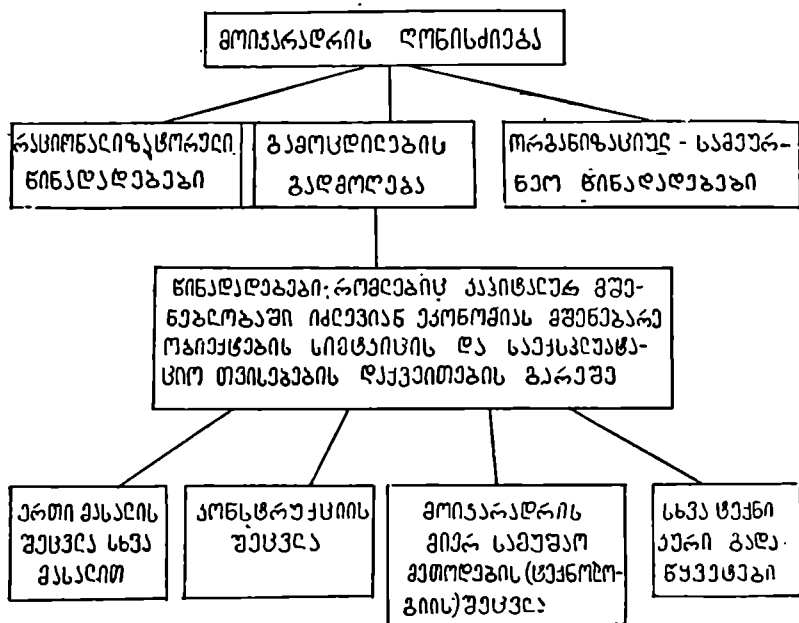 მოიჯარადრის ღონისძიება
რაციონალიზატორული
წინადადებები
გამოცდილების
გადმოღება
ორგანიზაციულ - სამეურ-
ნეო წინადადებები
წინადადებები, რომლებიც კაპიტალურ მშე-
ნებლობაში იძლევიან ეკონომიას მშენებარე
ობიექტების სიმტკიცის და საექსპლუატა-
ციო თვისებების დაქვეითების გარეშე
ერთი მასალის
შეცვლა სხვა
მასალით
კონსტრუქციის
შეცვლა
მოიჯარადრის
მიერ სამუშაო
მეთოდების (ტექნოლო-
გიის) შეცვლა
სხვა ტექნი
კური გადა-
წყვეტები